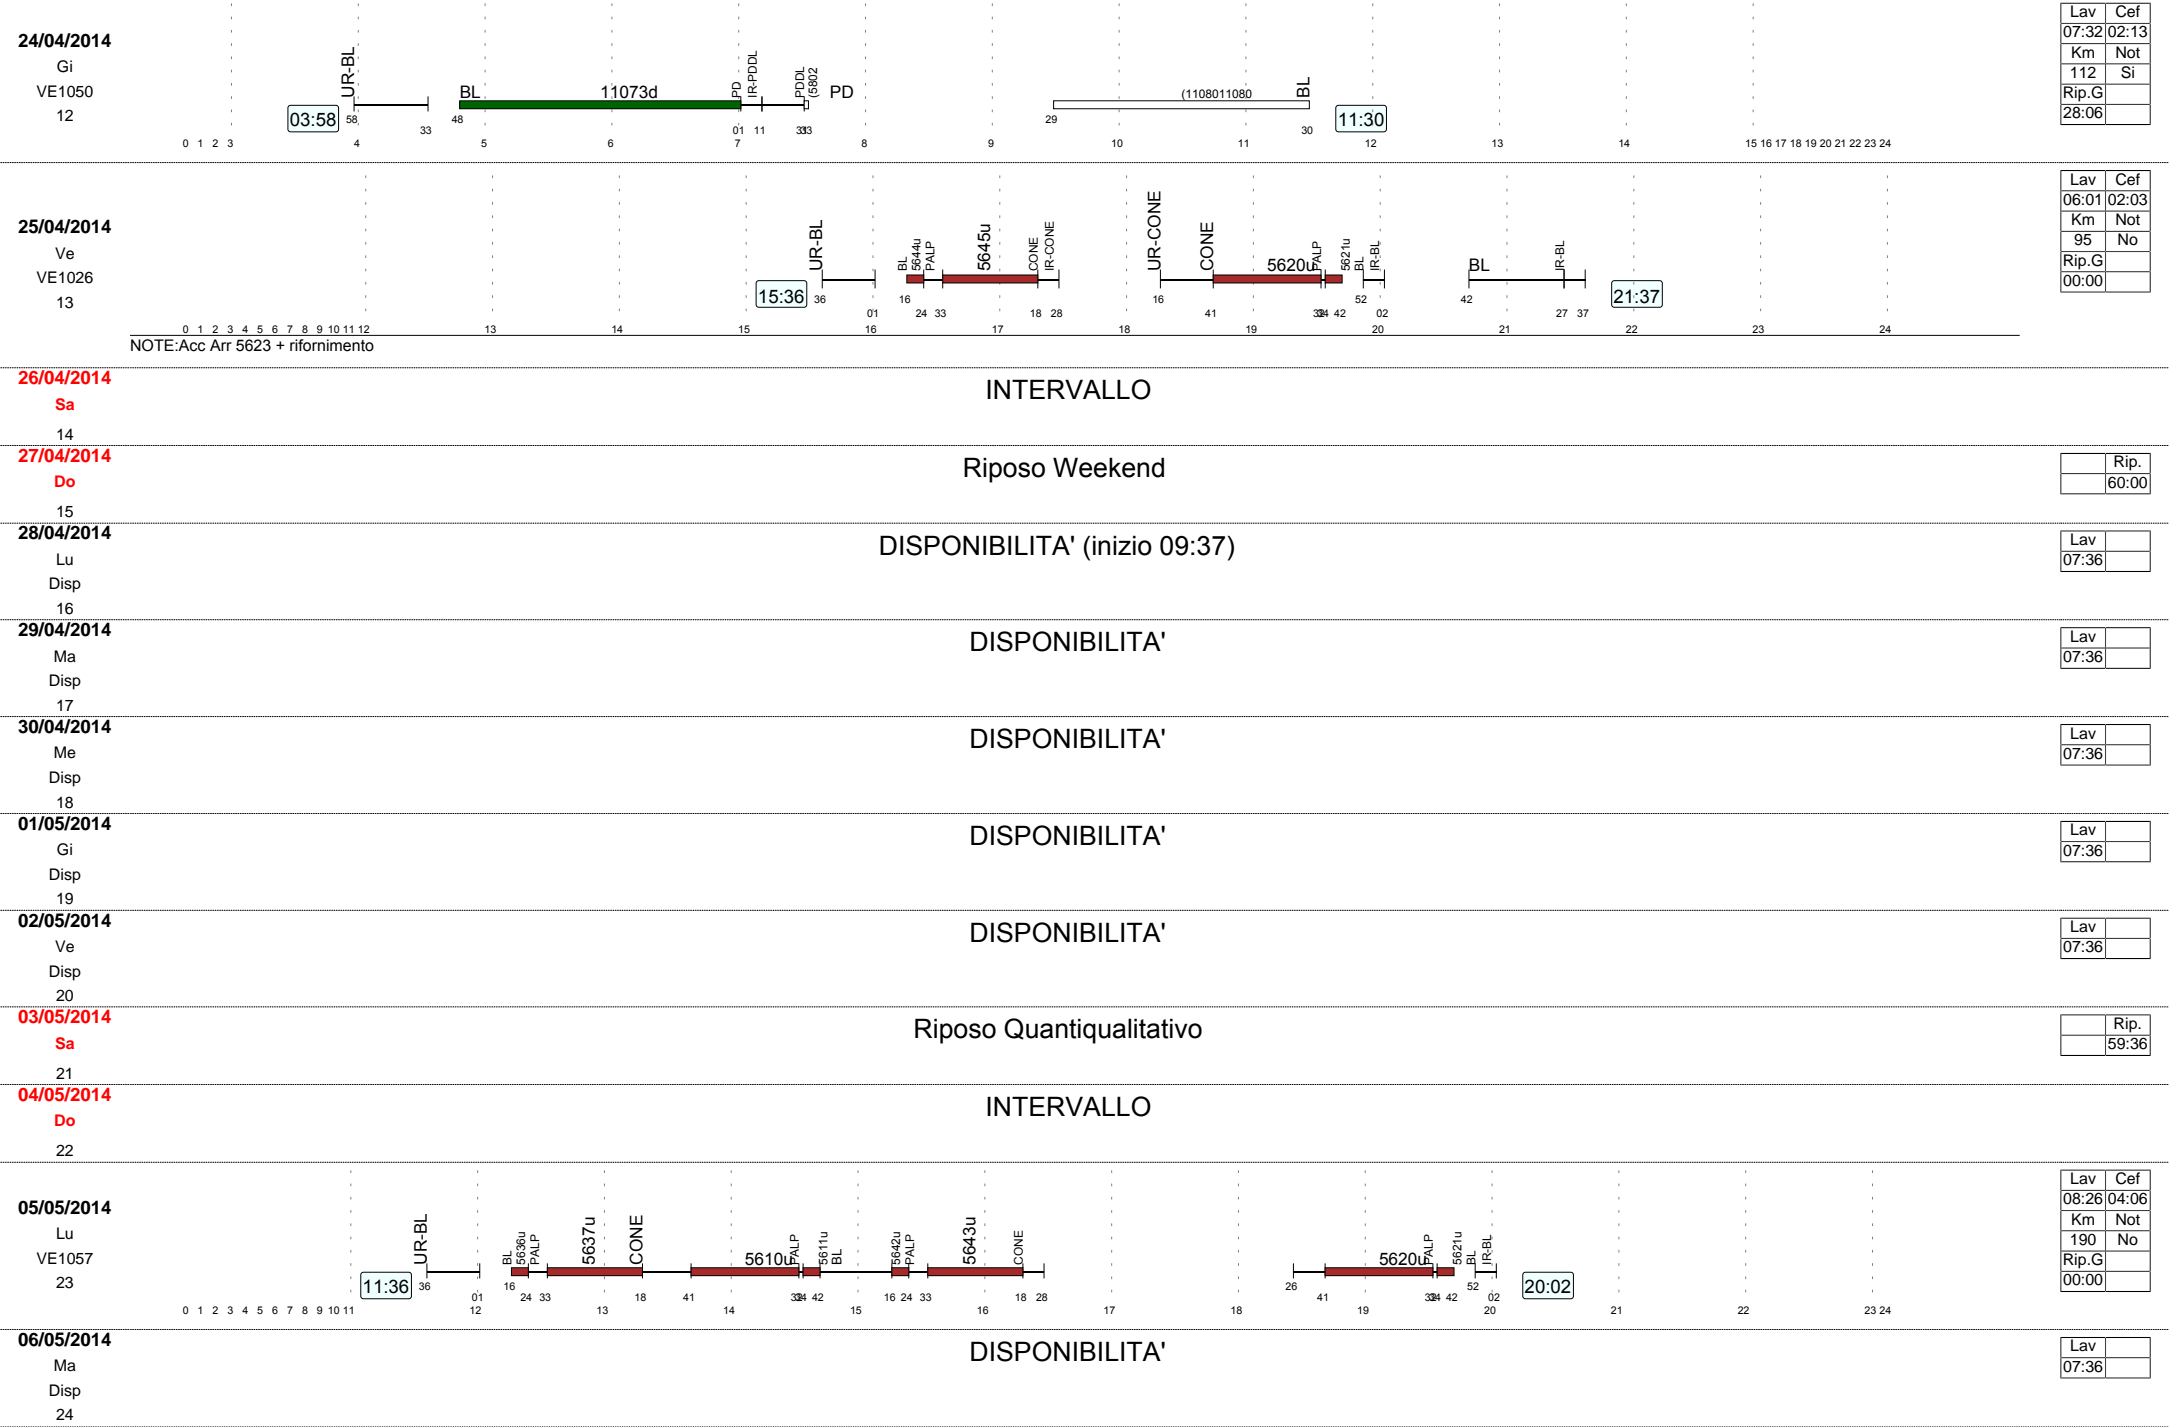 24/04/2014
Gi
VE1050
12
03:58
UR-BL
BL
11073d
PD
IR-PDDL
PDDL
(5802
PD
(1108011080
BL
11:30
58 33 48 01 11 33 29 30
0 1 2 3 4 5 6 7 8 9 10 11 12 13 14 15 16 17 18 19 20 21 22 23 24
Lav Cef
07:32 02:13
Km Not
112 Si
Rip.G
28:06
25/04/2014
Ve
VE1026
13
15:36
UR-BL
BL
5644u
PALP
5645u
CONE
IR-CONE
UR-CONE
CONE
5620u
PALP
5621u
BL
IR-BL
BL
IR-BL
21:37
36 01 16 24 33 18 28 16 41 34 42 52 02 42 27 37
0 1 2 3 4 5 6 7 8 9 10 11 12 13 14 15 16 17 18 19 20 21 22 23 24
NOTE:Acc Arr 5623 + rifornimento
Lav Cef
06:01 02:03
Km Not
95 No
Rip.G
00:00
26/04/2014
Sa
14
INTERVALLO
27/04/2014
Do
15
Riposo Weekend
Rip.
60:00
28/04/2014
Lu
Disp
16
DISPONIBILITA' (inizio 09:37)
Lav
07:36
29/04/2014
Ma
Disp
17
DISPONIBILITA'
Lav
07:36
30/04/2014
Me
Disp
18
DISPONIBILITA'
Lav
07:36
01/05/2014
Gi
Disp
19
DISPONIBILITA'
Lav
07:36
02/05/2014
Ve
Disp
20
DISPONIBILITA'
Lav
07:36
03/05/2014
Sa
21
Riposo Quantiqualitativo
Rip.
59:36
04/05/2014
Do
22
INTERVALLO
05/05/2014
Lu
VE1057
23
11:36
UR-BL
BL
5636u
PALP
5637u
CONE
5610u
PALP
5611u
BL
5642u
PALP
5643u
CONE
5620u
PALP
5621u
BL
IR-BL
20:02
36 01 16 24 33 18 41 34 42 16 24 33 18 28 26 41 34 42 52 02
0 1 2 3 4 5 6 7 8 9 10 11 12 13 14 15 16 17 18 19 20 21 22 23 24
Lav Cef
08:26 04:06
Km Not
190 No
Rip.G
00:00
06/05/2014
Ma
Disp
24
DISPONIBILITA'
Lav
07:36